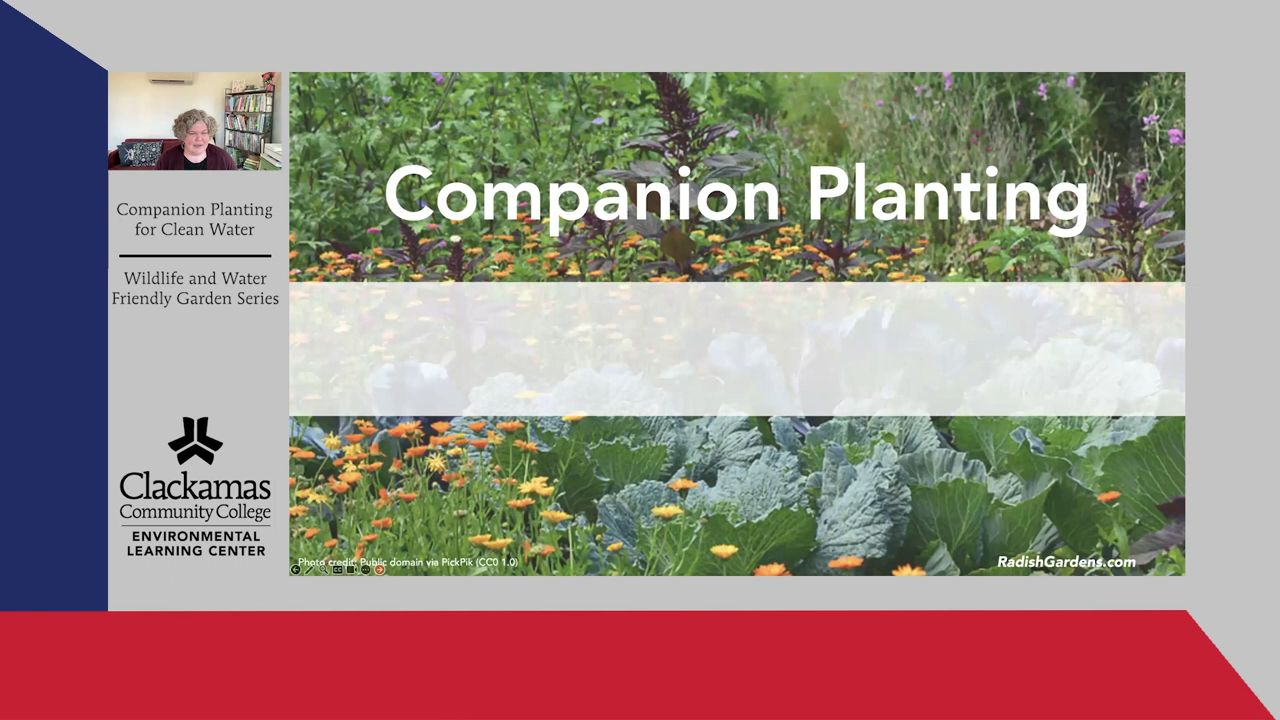 Companion Planting
for Clean Water
Wildlife and Water
Friendly Garden Series
Clackamas
Community College
ENVIRONMENTAL
LEARNING CENTER
Companion Planting
Photo credit: Public domain via PickPik (CC0 1.0)
RadishGardens.com